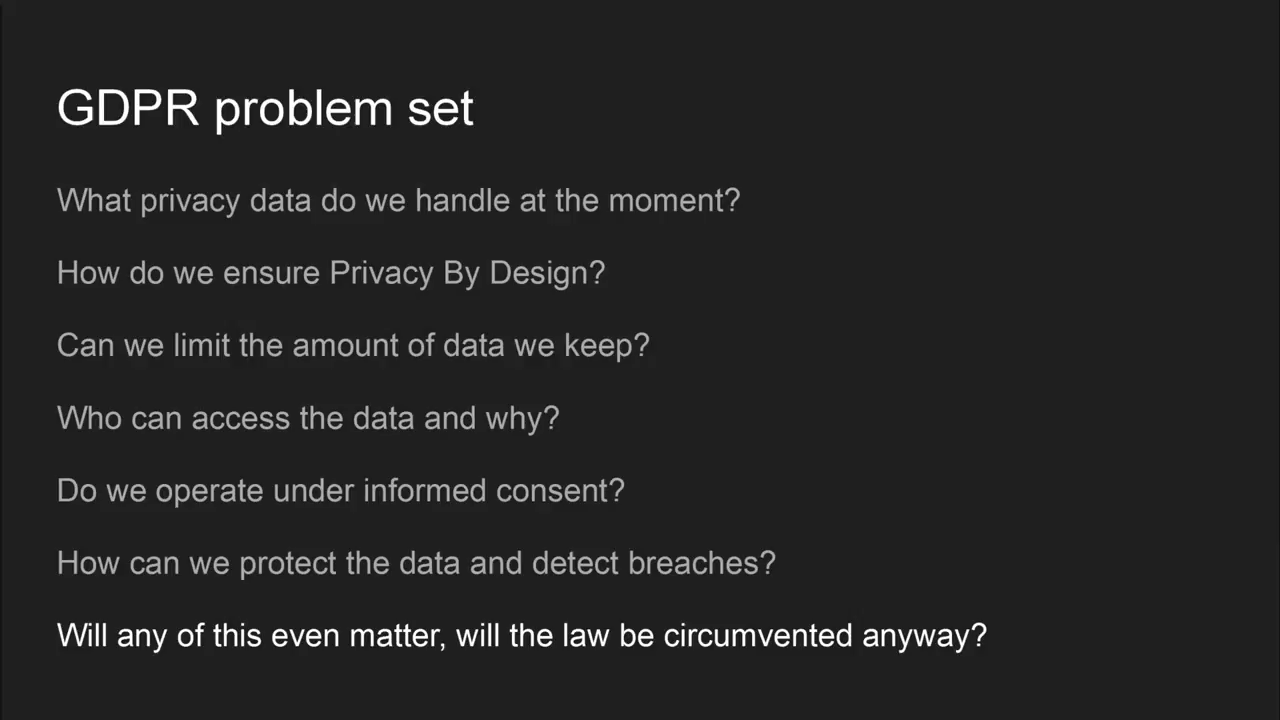 GDPR problem set
What privacy data do we handle at the moment?
How do we ensure Privacy By Design?
Can we limit the amount of data we keep?
Who can access the data and why?
Do we operate under informed consent?
How can we protect the data and detect breaches?
Will any of this even matter, will the law be circumvented anyway?